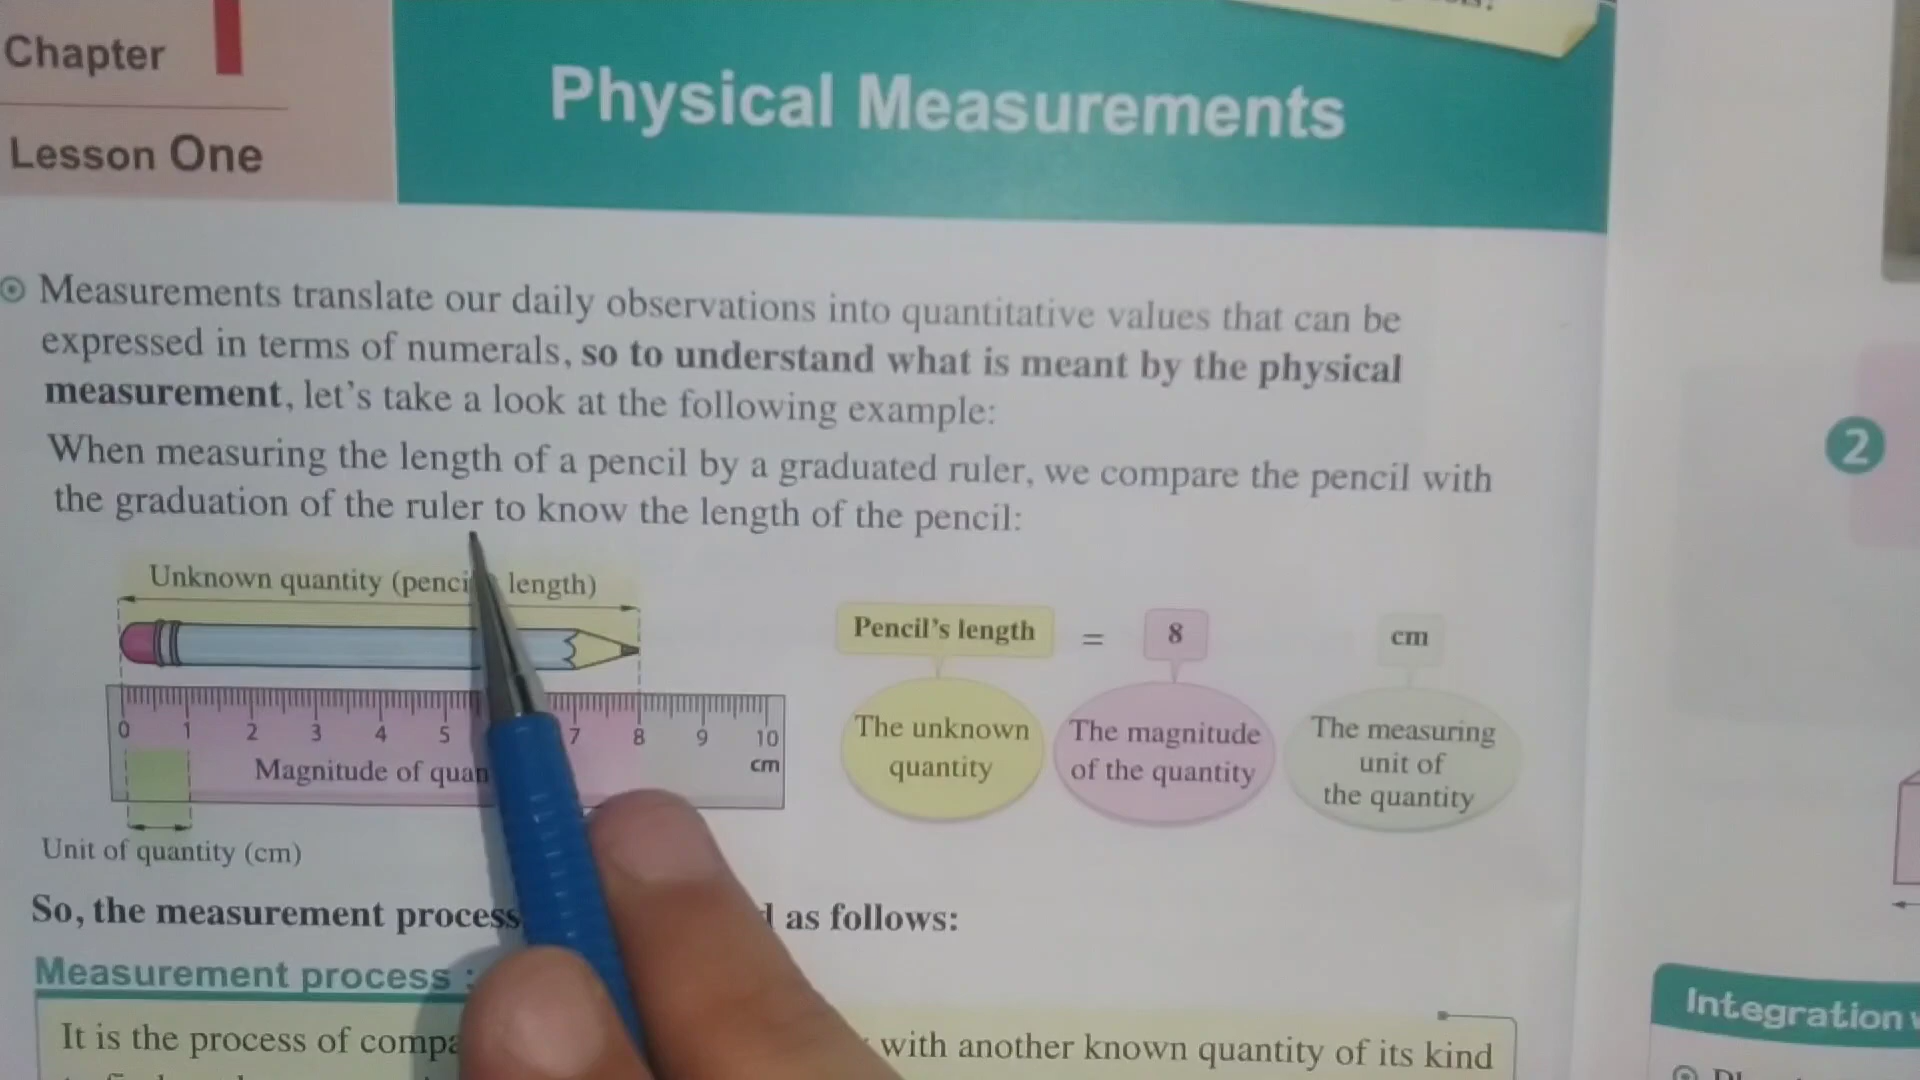 Chapter 1
Lesson One
Physical Measurements
Measurements translate our daily observations into quantitative values that can be
expressed in terms of numerals, so to understand what is meant by the physical
measurement, let's take a look at the following example:
When measuring the length of a pencil by a graduated ruler, we compare the pencil with
the graduation of the ruler to know the length of the pencil:
Unknown quantity (penci length)
0 1 2 3 4 5 7 8 9 10
cm
Magnitude of quan
Unit of quantity (cm)
Pencil's length = 8 cm
The unknown
quantity
The magnitude
of the quantity
The measuring
unit of
the quantity
So, the measurement process as follows:
Measurement process :
It is the process of compa with another known quantity of its kind
2
Integration